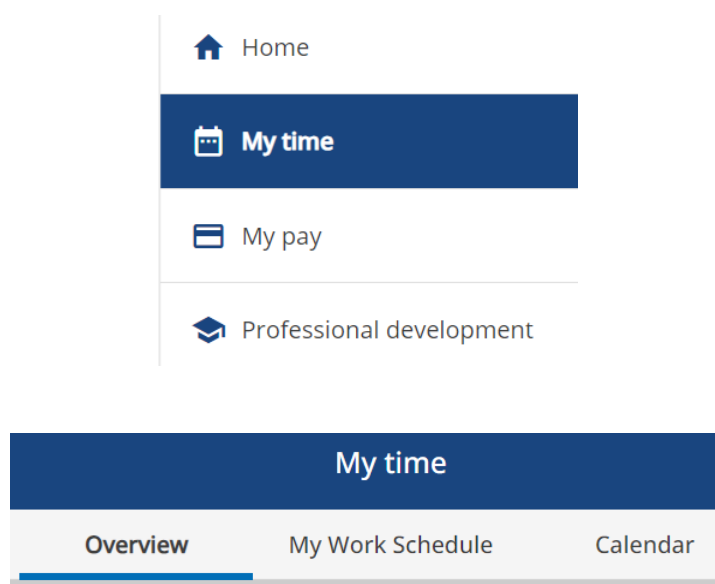 Home
My time
My pay
Professional development
My time
Overview My Work Schedule Calendar